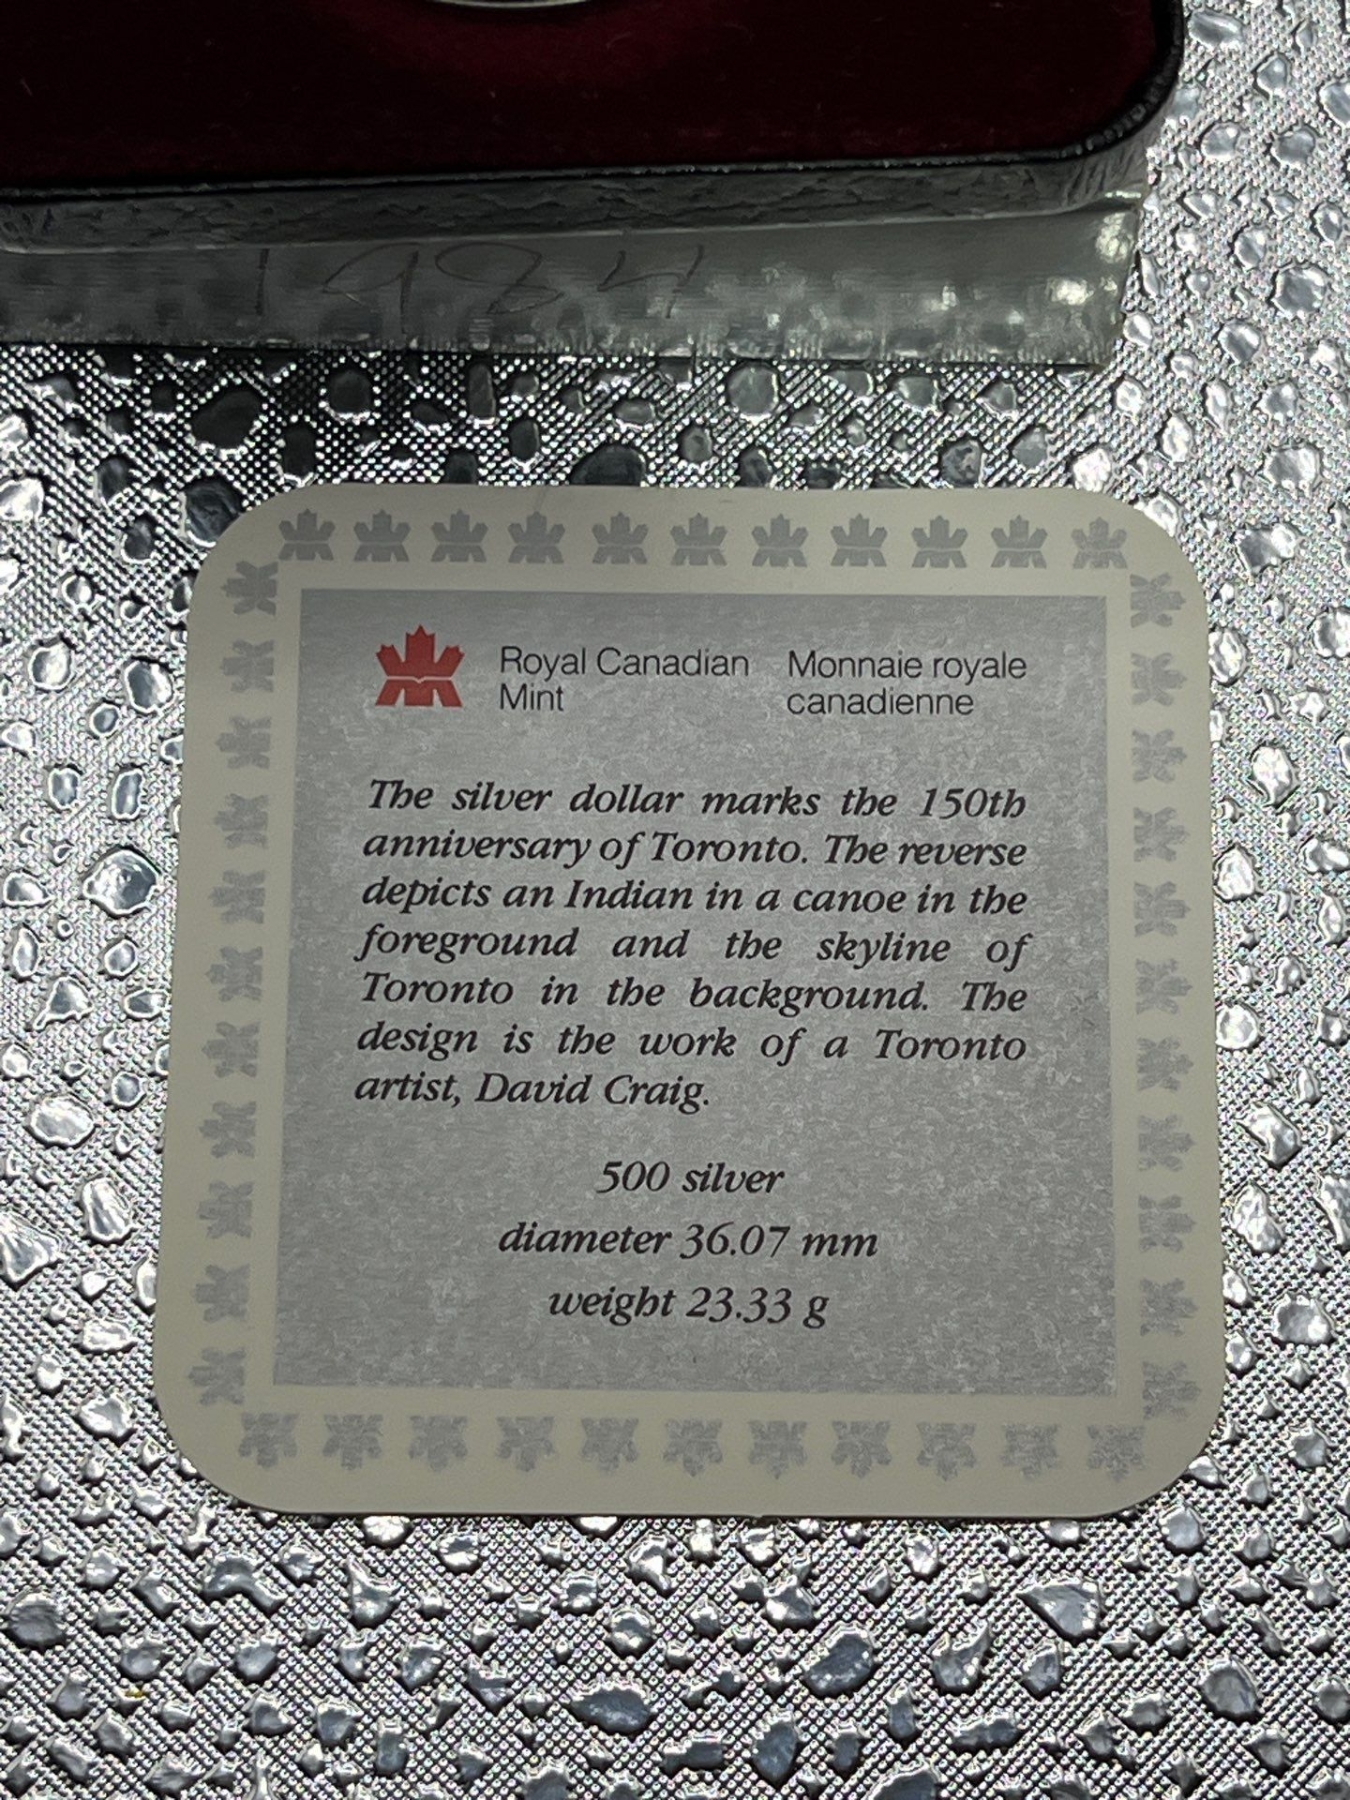 1984
Royal Canadian Mint
Monnaie royale canadienne
The silver dollar marks the 150th
anniversary of Toronto. The reverse
depicts an Indian in a canoe in the
foreground and the skyline of
Toronto in the background. The
design is the work of a Toronto
artist, David Craig.
500 silver
diameter 36.07 mm
weight 23.33 g